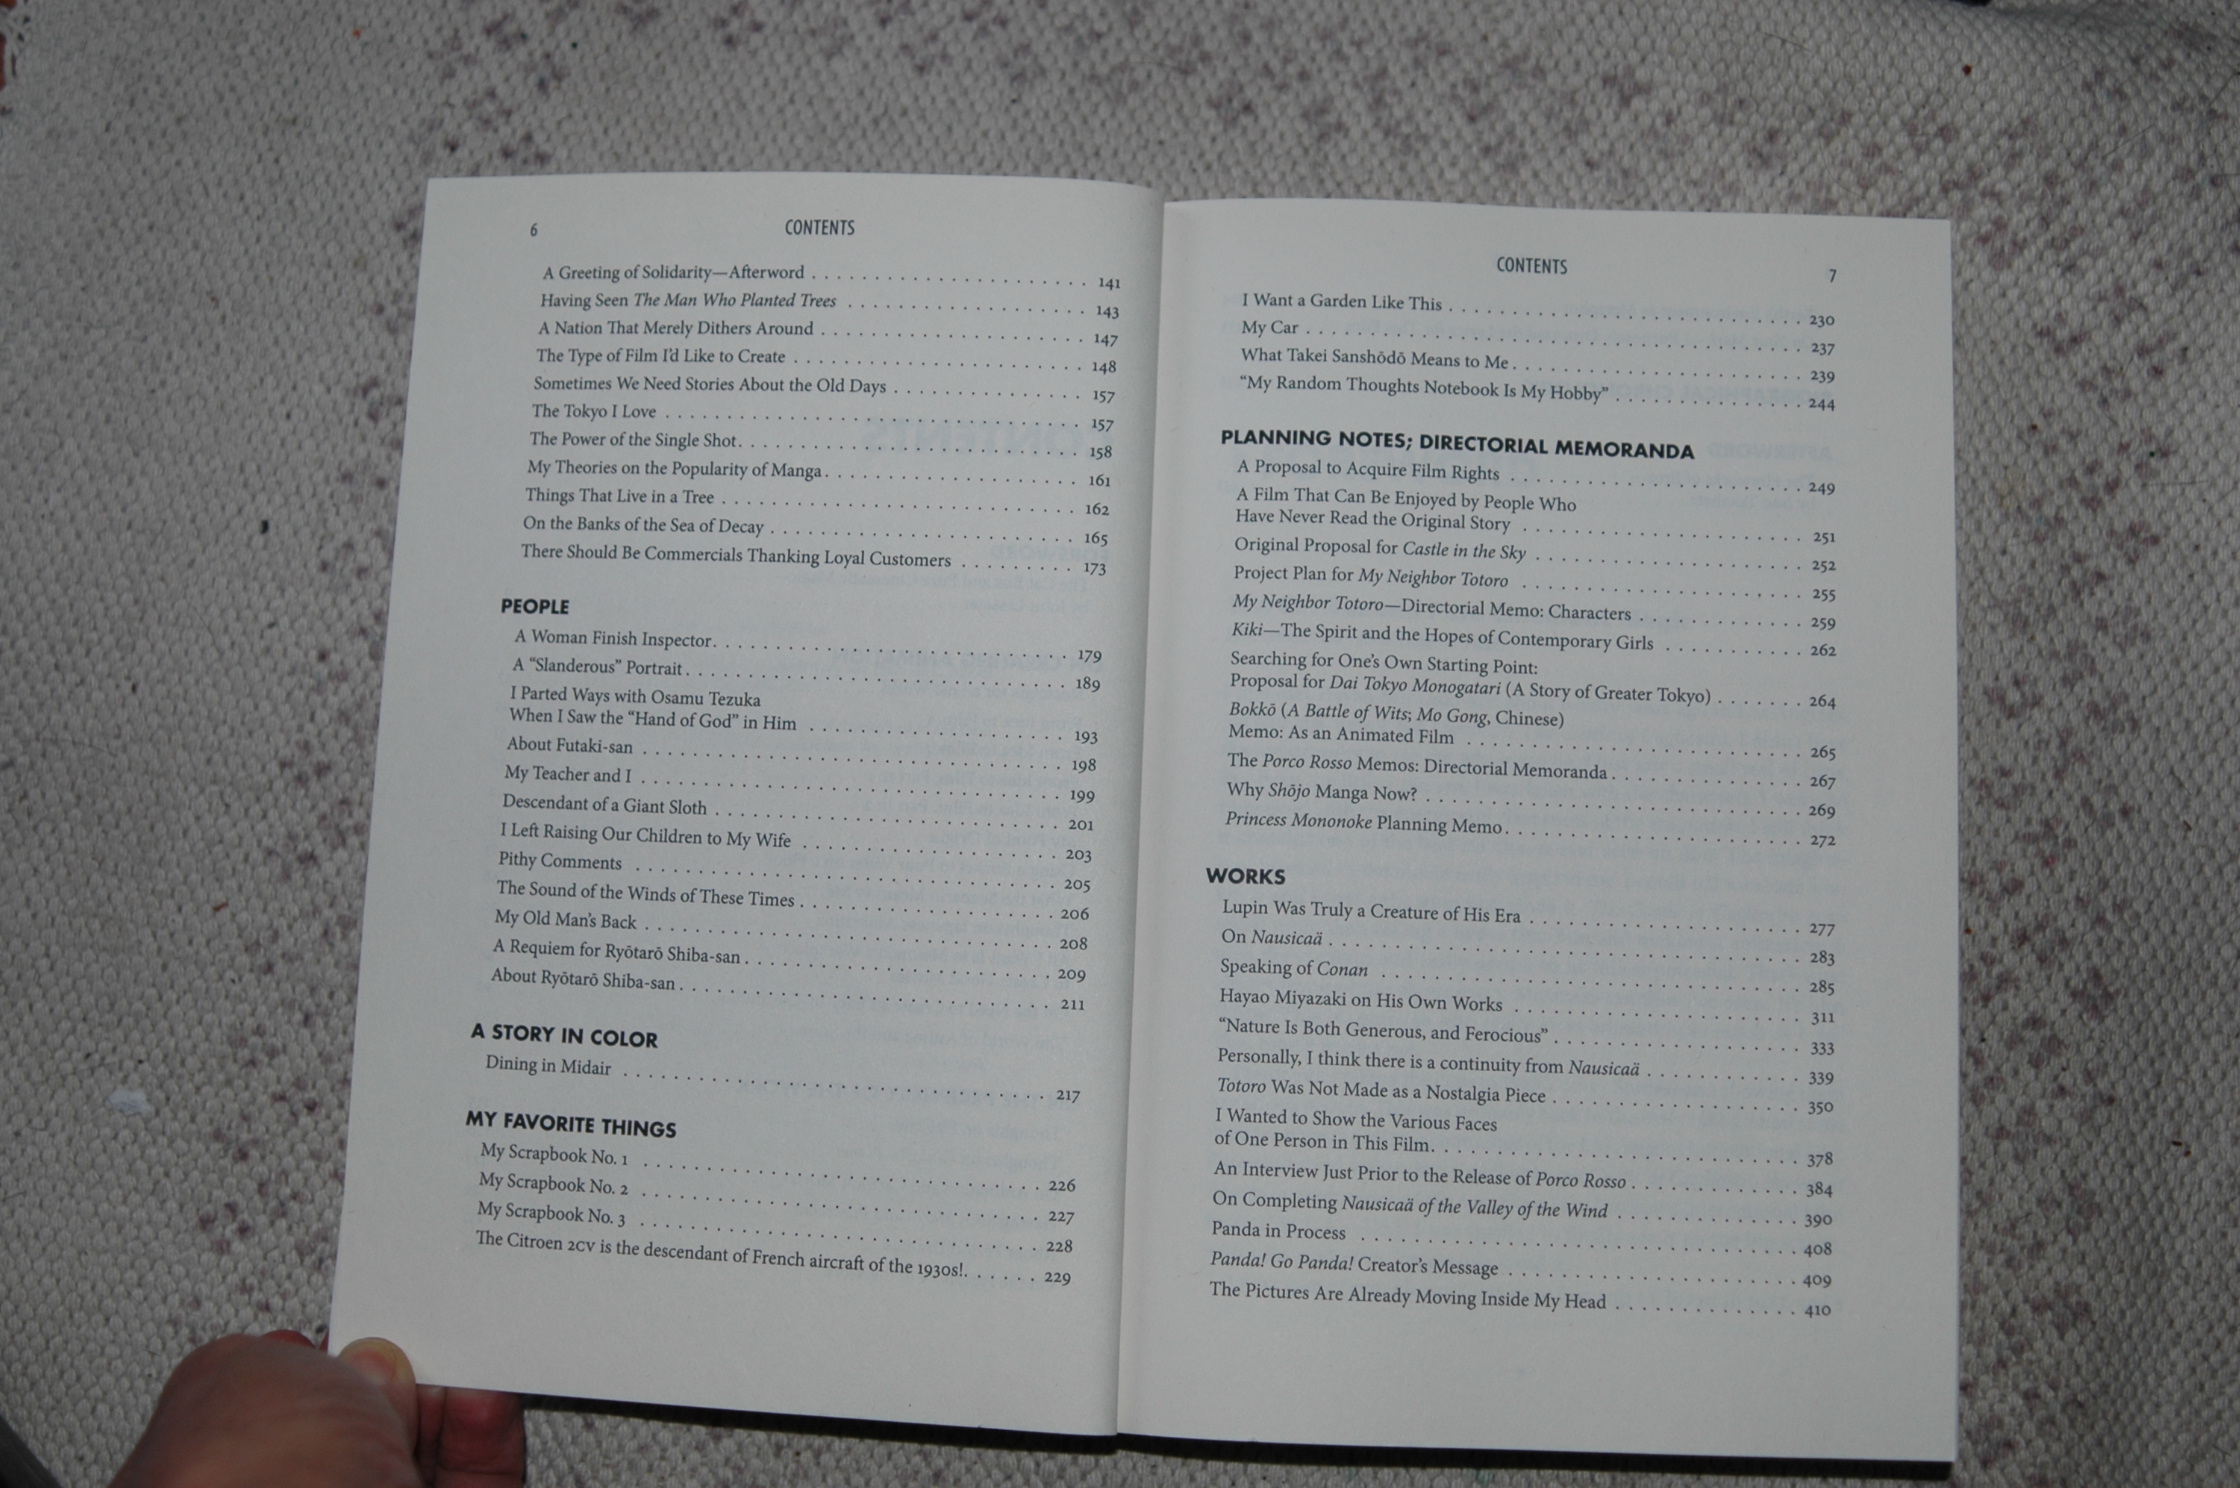 6
CONTENTS
A Greeting of Solidarity—Afterword . . . . . . . . . . . . . . . . . . . . . . 141
Having Seen The Man Who Planted Trees . . . . . . . . . . . . . . . . . . . 143
A Nation That Merely Dithers Around . . . . . . . . . . . . . . . . . . . . . 147
The Type of Film I'd Like to Create . . . . . . . . . . . . . . . . . . . . . . . 148
Sometimes We Need Stories About the Old Days . . . . . . . . . . . . . . . 157
The Tokyo I Love . . . . . . . . . . . . . . . . . . . . . . . . . . . . . . . . . 157
The Power of the Single Shot. . . . . . . . . . . . . . . . . . . . . . . . . . . 158
My Theories on the Popularity of Manga. . . . . . . . . . . . . . . . . . . . 161
Things That Live in a Tree . . . . . . . . . . . . . . . . . . . . . . . . . . . . 162
On the Banks of the Sea of Decay . . . . . . . . . . . . . . . . . . . . . . . . 165
There Should Be Commercials Thanking Loyal Customers . . . . . . . . . 173
PEOPLE
A Woman Finish Inspector. . . . . . . . . . . . . . . . . . . . . . . . . . . . 179
A “Slanderous” Portrait . . . . . . . . . . . . . . . . . . . . . . . . . . . . . . 189
I Parted Ways with Osamu Tezuka
When I Saw the “Hand of God” in Him . . . . . . . . . . . . . . . . . . . . 193
About Futaki-san . . . . . . . . . . . . . . . . . . . . . . . . . . . . . . . . . . 198
My Teacher and I . . . . . . . . . . . . . . . . . . . . . . . . . . . . . . . . . . 199
Descendant of a Giant Sloth . . . . . . . . . . . . . . . . . . . . . . . . . . . 201
I Left Raising Our Children to My Wife . . . . . . . . . . . . . . . . . . . . 203
Pithy Comments . . . . . . . . . . . . . . . . . . . . . . . . . . . . . . . . . . 205
The Sound of the Winds of These Times . . . . . . . . . . . . . . . . . . . . 206
My Old Man's Back . . . . . . . . . . . . . . . . . . . . . . . . . . . . . . . . . 208
A Requiem for Ryōtarō Shiba-san . . . . . . . . . . . . . . . . . . . . . . . . 209
About Ryōtarō Shiba-san . . . . . . . . . . . . . . . . . . . . . . . . . . . . . 211
A STORY IN COLOR
Dining in Midair . . . . . . . . . . . . . . . . . . . . . . . . . . . . . . . . . . 217
MY FAVORITE THINGS
My Scrapbook No. 1 . . . . . . . . . . . . . . . . . . . . . . . . . . . . . . . . 226
My Scrapbook No. 2 . . . . . . . . . . . . . . . . . . . . . . . . . . . . . . . . 227
My Scrapbook No. 3 . . . . . . . . . . . . . . . . . . . . . . . . . . . . . . . . 228
The Citroen 2CV is the descendant of French aircraft of the 1930s!. . . . . . 229
CONTENTS
7
I Want a Garden Like This . . . . . . . . . . . . . . . . . . . . . . . . . . . . 230
My Car . . . . . . . . . . . . . . . . . . . . . . . . . . . . . . . . . . . . . . . . 237
What Takei Sanshōdō Means to Me . . . . . . . . . . . . . . . . . . . . . . . 239
“My Random Thoughts Notebook Is My Hobby” . . . . . . . . . . . . . . . 244
PLANNING NOTES; DIRECTORIAL MEMORANDA
A Proposal to Acquire Film Rights . . . . . . . . . . . . . . . . . . . . . . . 249
A Film That Can Be Enjoyed by People Who
Have Never Read the Original Story . . . . . . . . . . . . . . . . . . . . . . 251
Original Proposal for Castle in the Sky . . . . . . . . . . . . . . . . . . . . . 252
Project Plan for My Neighbor Totoro . . . . . . . . . . . . . . . . . . . . . . 255
My Neighbor Totoro—Directorial Memo: Characters . . . . . . . . . . . . . 259
Kiki—The Spirit and the Hopes of Contemporary Girls . . . . . . . . . . . 262
Searching for One's Own Starting Point:
Proposal for Dai Tokyo Monogatari (A Story of Greater Tokyo) . . . . . . . 264
Bokkō (A Battle of Wits; Mo Gong, Chinese)
Memo: As an Animated Film . . . . . . . . . . . . . . . . . . . . . . . . . . 265
The Porco Rosso Memos: Directorial Memoranda . . . . . . . . . . . . . . . 267
Why Shōjo Manga Now? . . . . . . . . . . . . . . . . . . . . . . . . . . . . . . 269
Princess Mononoke Planning Memo . . . . . . . . . . . . . . . . . . . . . . . 272
WORKS
Lupin Was Truly a Creature of His Era . . . . . . . . . . . . . . . . . . . . . 277
On Nausicaä . . . . . . . . . . . . . . . . . . . . . . . . . . . . . . . . . . . . . 283
Speaking of Conan . . . . . . . . . . . . . . . . . . . . . . . . . . . . . . . . . 285
Hayao Miyazaki on His Own Works . . . . . . . . . . . . . . . . . . . . . . . 311
“Nature Is Both Generous, and Ferocious” . . . . . . . . . . . . . . . . . . . 333
Personally, I think there is a continuity from Nausicaä . . . . . . . . . . . . 339
Totoro Was Not Made as a Nostalgia Piece . . . . . . . . . . . . . . . . . . . 350
I Wanted to Show the Various Faces
of One Person in This Film. . . . . . . . . . . . . . . . . . . . . . . . . . . . 378
An Interview Just Prior to the Release of Porco Rosso . . . . . . . . . . . . . 384
On Completing Nausicaä of the Valley of the Wind . . . . . . . . . . . . . . 390
Panda in Process . . . . . . . . . . . . . . . . . . . . . . . . . . . . . . . . . . 408
Panda! Go Panda! Creator's Message . . . . . . . . . . . . . . . . . . . . . . 409
The Pictures Are Already Moving Inside My Head . . . . . . . . . . . . . . 410